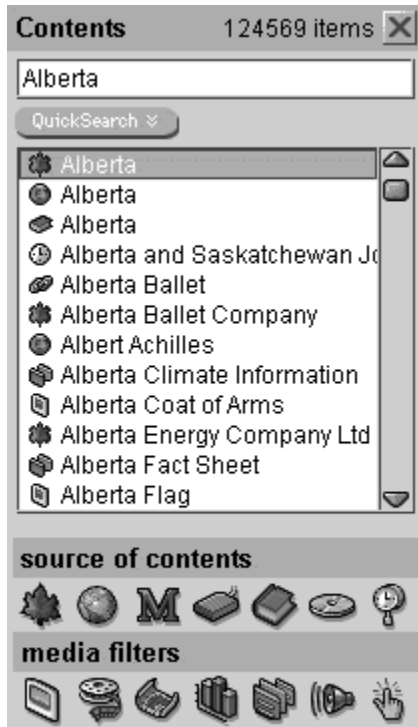 Contents 124569 items
Alberta
QuickSearch
Alberta
Alberta
Alberta
Alberta and Saskatchewan Jo
Alberta Ballet
Alberta Ballet Company
Albert Achilles
Alberta Climate Information
Alberta Coat of Arms
Alberta Energy Company Ltd
Alberta Fact Sheet
Alberta Flag
source of contents
M
media filters